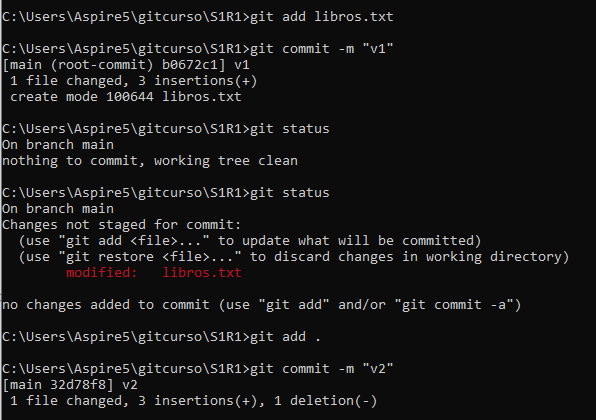 C:\Users\Aspire5\gitcurso\S1R1>git add libros.txt
C:\Users\Aspire5\gitcurso\S1R1>git commit -m "v1"
[main (root-commit) b0672c1] v1
 1 file changed, 3 insertions(+)
 create mode 100644 libros.txt
C:\Users\Aspire5\gitcurso\S1R1>git status
On branch main
nothing to commit, working tree clean
C:\Users\Aspire5\gitcurso\S1R1>git status
On branch main
Changes not staged for commit:
  (use "git add <file>..." to update what will be committed)
  (use "git restore <file>..." to discard changes in working directory)
        modified:   libros.txt
no changes added to commit (use "git add" and/or "git commit -a")
C:\Users\Aspire5\gitcurso\S1R1>git add .
C:\Users\Aspire5\gitcurso\S1R1>git commit -m "v2"
[main 32d78f8] v2
 1 file changed, 3 insertions(+), 1 deletion(-)